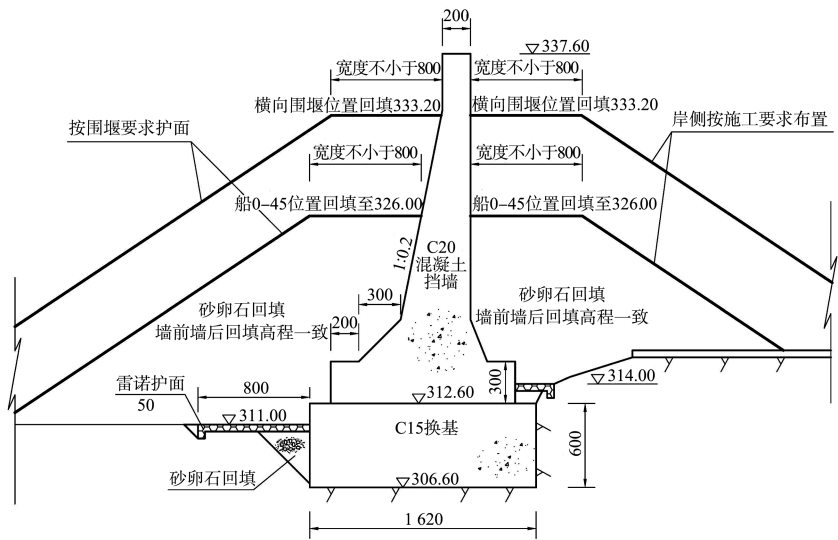 200
337.60
宽度不小于800
宽度不小于800
横向围堰位置回填333.20
横向围堰位置回填333.20
按围堰要求护面
岸侧按施工要求布置
宽度不小于800
宽度不小于800
船0-45位置回填至326.00
船0-45位置回填至326.00
1:0.2
C20
混凝土
挡墙
300
砂卵石回填
墙前墙后回填高程一致
砂卵石回填
墙前墙后回填高程一致
200
雷诺护面
50
800
312.60
300
314.00
311.00
C15换基
600
砂卵石回填
306.60
1 620